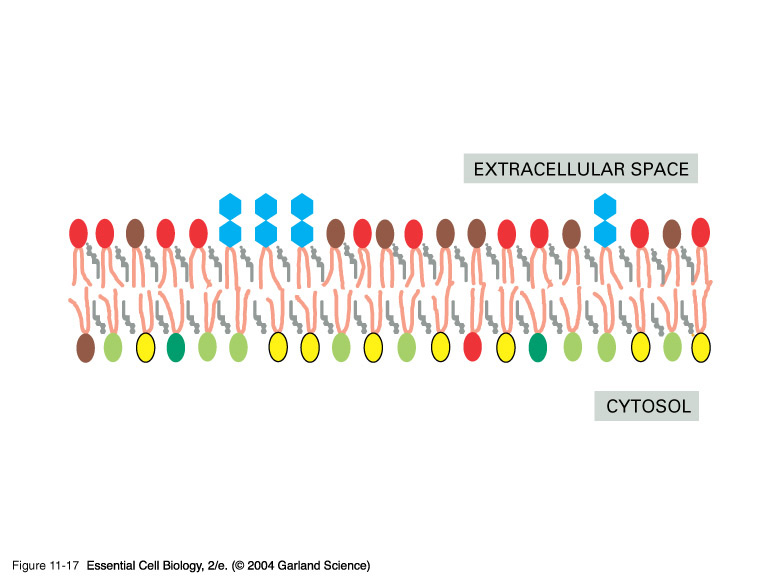 EXTRACELLULAR SPACE
CYTOSOL
Figure 11-17 Essential Cell Biology, 2/e. (© 2004 Garland Science)